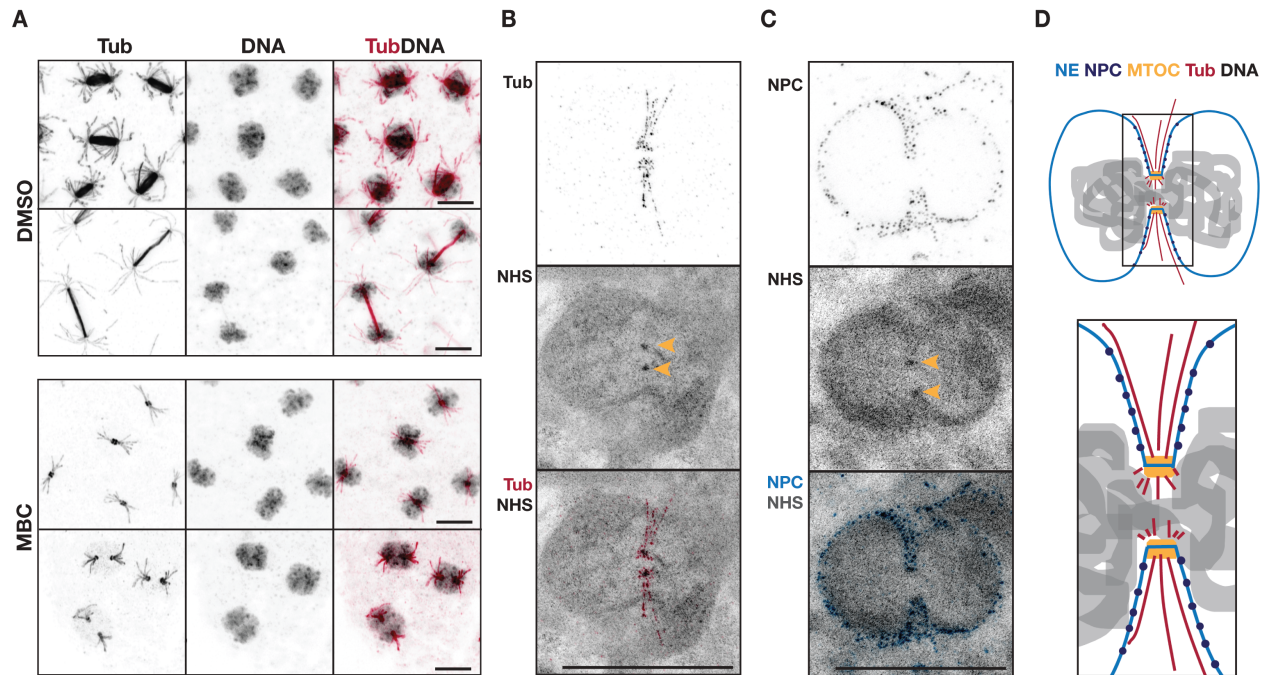 A
B
C
D
Tub DNA TubDNA
DMSO
MBC
Tub
NHS
Tub
NHS
NPC
NHS
NPC
NHS
NE NPC MTOC Tub DNA